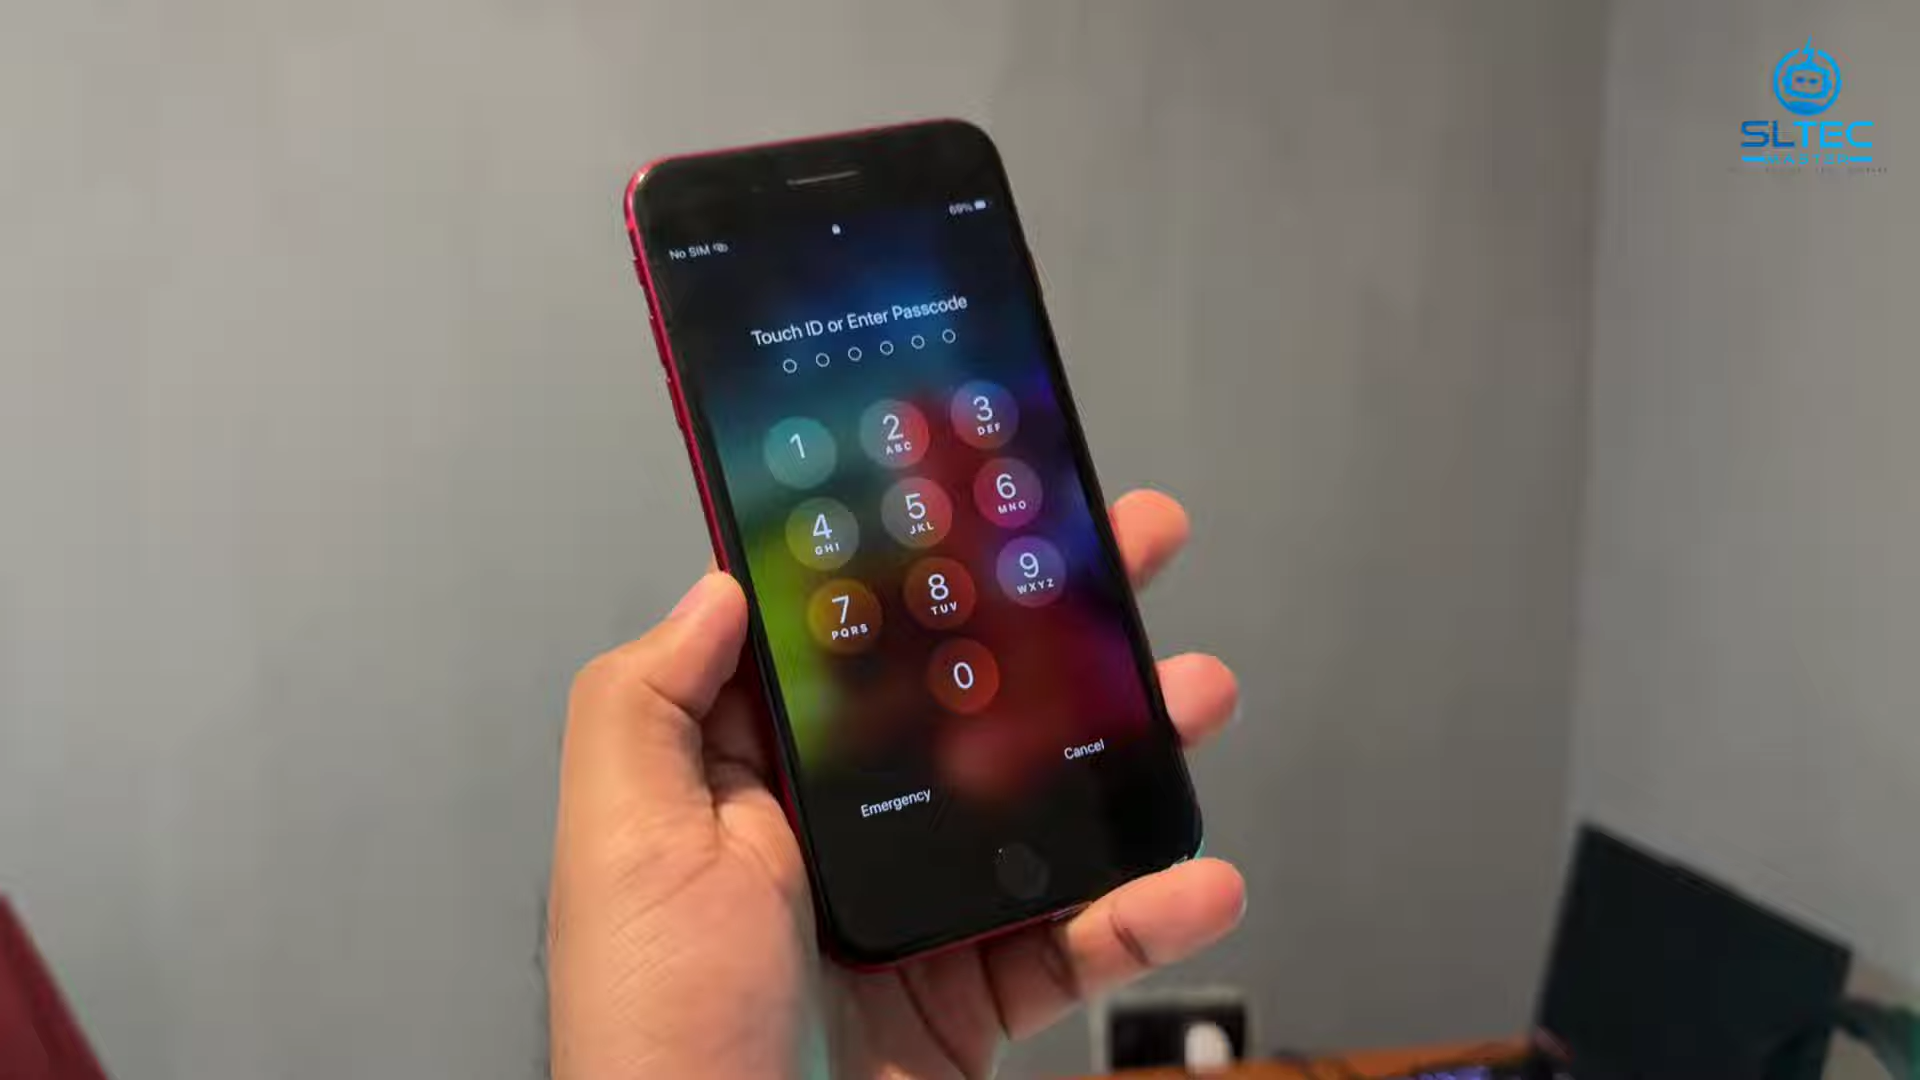 SLTEC
MASTER
No SIM
69%
Touch ID or Enter Passcode
1
2
ABC
3
DEF
4
GHI
5
JKL
6
MNO
7
PQRS
8
TUV
9
WXYZ
0
Cancel
Emergency